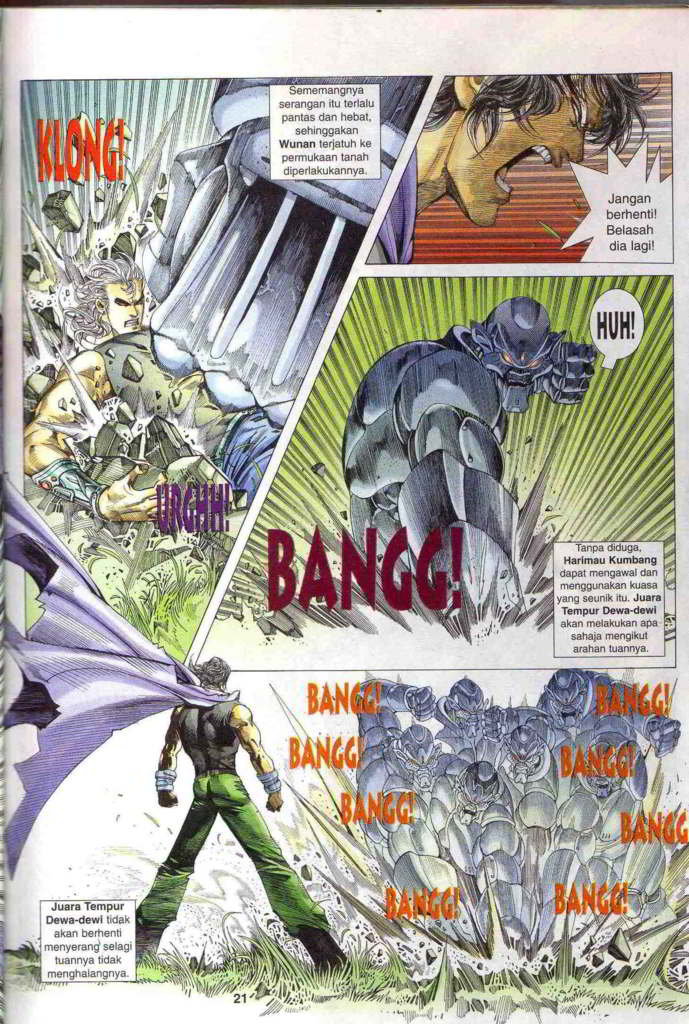 KLONG!
Sememangnya
serangan itu terlalu
pantas dan hebat,
sehinggakan
Wunan terjatuh ke
permukaan tanah
diperlakukannya.
URGHH!
Jangan
berhenti!
Belasah
dia lagi!
HUH!
BANGG!
Tanpa diduga,
Harimau Kumbang
dapat mengawal dan
menggunakan kuasa
yang seunik itu. Juara
Tempur Dewa-dewi
akan melakukan apa-
sahaja mengikut
arahan tuannya.
BANGG!
BANGG!
BANGG!
BANGG!
BANGG!
BANGG!
BANGG!
BANGG!
Juara Tempur
Dewa-dewi tidak
akan berhenti
menyerang selagi
tuannya tidak
menghalangnya.
21